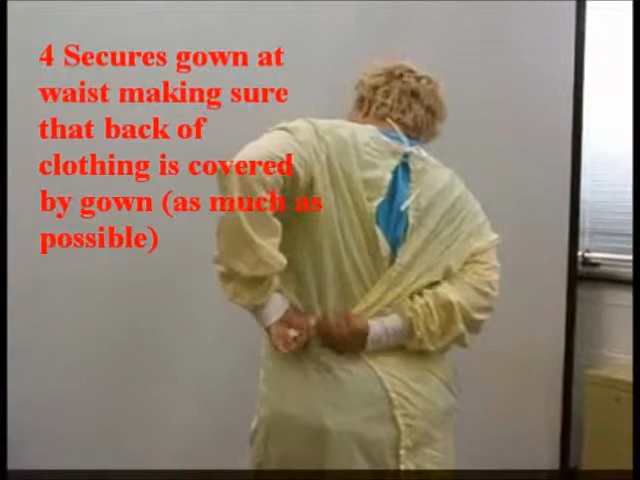 4 Secures gown at
waist making sure
that back of
clothing is covered
by gown (as much as
possible)